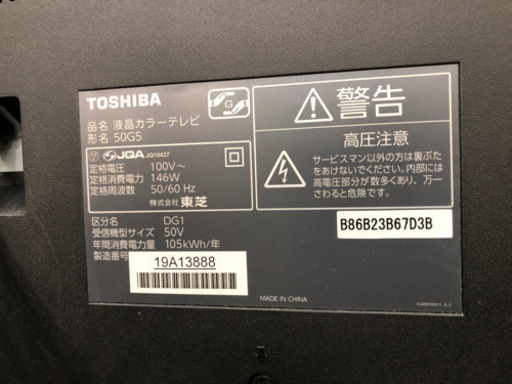 TOSHIBA
品名 液晶カラーテレビ
形名 50G5
JQA JQ10437
定格電圧 100V～
定格消費電力 146W
定格周波数 50/60 Hz
株式会社 東芝
区分名 DG1
受信機型サイズ 50V
年間消費電力量 105kWh/年
製造番号
19A13888
G
警告
高圧注意
サービスマン以外の方は裏ぶたを
あけないでください。内部には
高電圧部分が数多くあり、万一
さわると危険です。
B86B23B67D3B
MADE IN CHINA